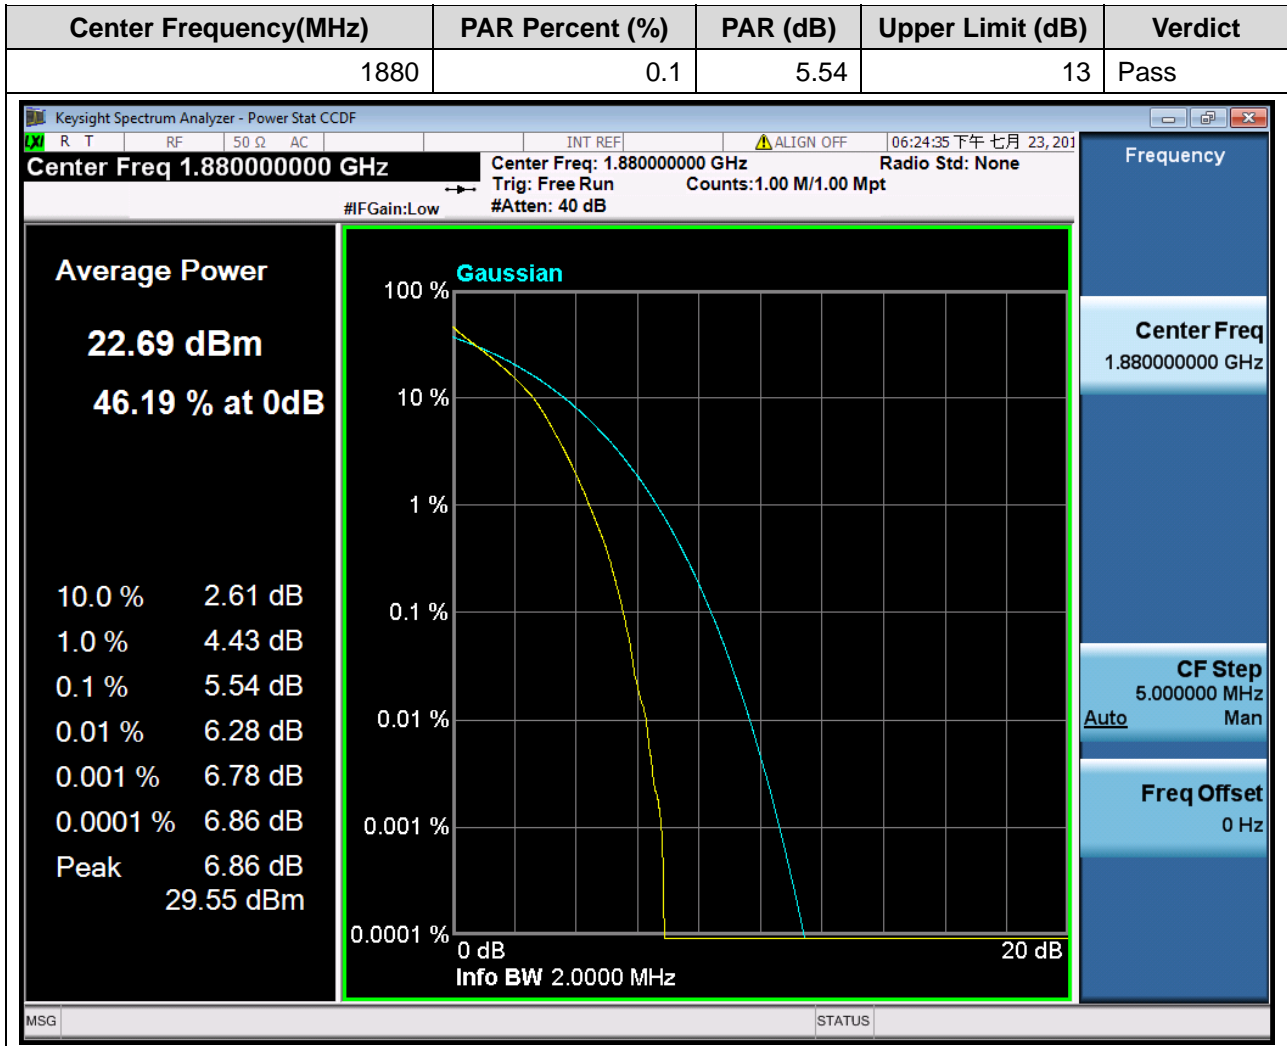 Center Frequency(MHz) PAR Percent (%) PAR (dB) Upper Limit (dB) Verdict
1880 0.1 5.54 13 Pass
Keysight Spectrum Analyzer - Power Stat CCDF
LXI R T RF 50 Ω AC INT REF ALIGN OFF 06:24:35 下午 七月 23, 201
Center Freq 1.880000000 GHz
Center Freq: 1.880000000 GHz Radio Std: None
Trig: Free Run Counts:1.00 M/1.00 Mpt
#IFGain:Low #Atten: 40 dB
Frequency
Average Power
22.69 dBm
46.19 % at 0dB
10.0 % 2.61 dB
1.0 % 4.43 dB
0.1 % 5.54 dB
0.01 % 6.28 dB
0.001 % 6.78 dB
0.0001 % 6.86 dB
Peak 6.86 dB
29.55 dBm
Gaussian
100 %
10 %
1 %
0.1 %
0.01 %
0.001 %
0.0001 %
0 dB 20 dB
Info BW 2.0000 MHz
Center Freq
1.880000000 GHz
CF Step
5.000000 MHz
Auto Man
Freq Offset
0 Hz
MSG STATUS